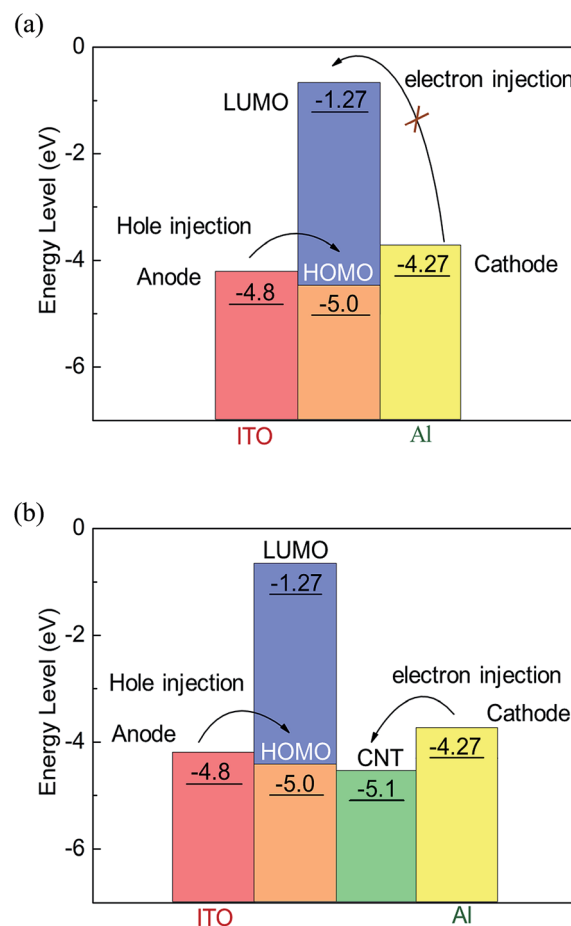 (a)
0
electron injection
LUMO
-1.27
-2
Energy Level (eV)
Hole injection
-4
Anode
HOMO
-4.27
Cathode
-4.8
-5.0
-6
ITO
Al
(b)
0
LUMO
-1.27
-2
Energy Level (eV)
Hole injection
electron injection
Anode
Cathode
-4
HOMO
CNT
-4.27
-4.8
-5.0
-5.1
-6
ITO
Al